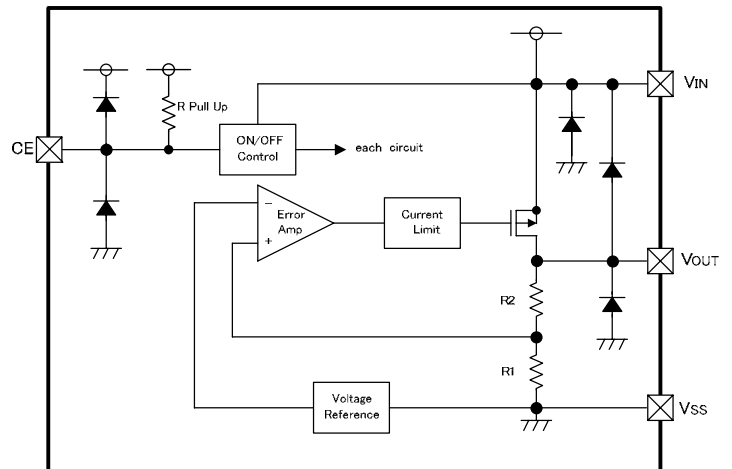 VIN
R Pull Up
CE
ON/OFF
Control
each circuit
−
Error
Amp
+
Current
Limit
VOUT
R2
R1
Voltage
Reference
VSS